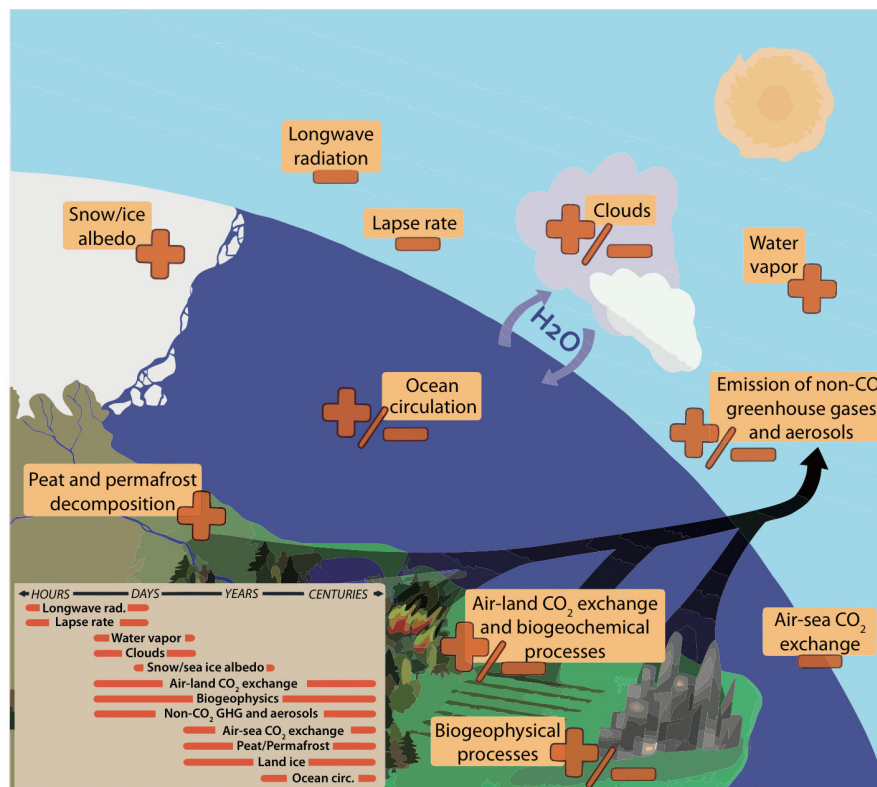 Longwave
radiation
Snow/ice
albedo
Lapse rate
Clouds
Water
vapor
H2O
Ocean
circulation
Emission of non-CO
greenhouse gases
and aerosols
Peat and permafrost
decomposition
HOURS DAYS YEARS CENTURIES
Longwave rad.
Lapse rate
Water vapor
Clouds
Snow/sea ice albedo
Air-land CO₂ exchange
Biogeophysics
Non-CO₂ GHG and aerosols
Air-sea CO₂ exchange
Peat/Permafrost
Land ice
Ocean circ.
Air-land CO₂ exchange
and biogeochemical
processes
Air-sea CO₂
exchange
Biogeophysical
processes